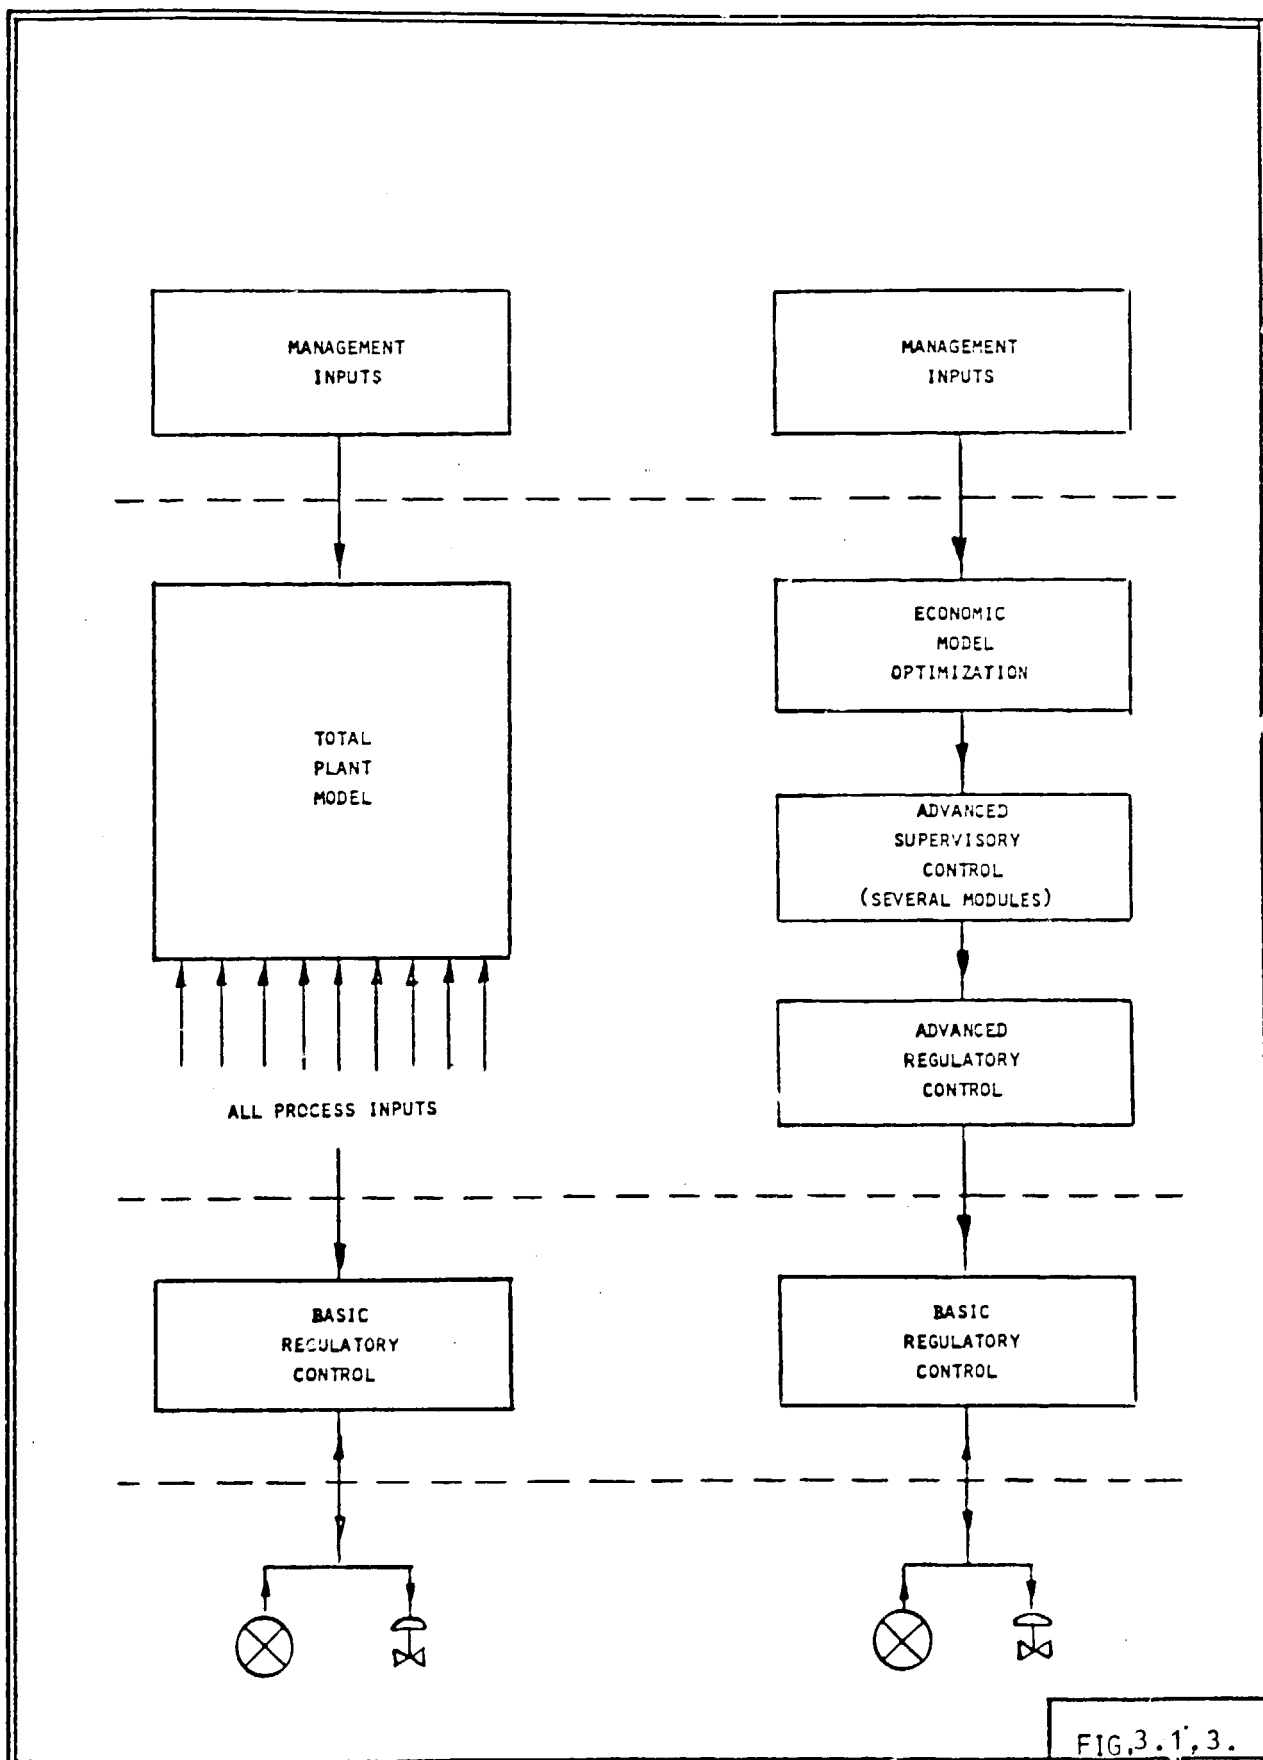 MANAGEMENT
INPUTS
TOTAL
PLANT
MODEL
ALL PROCESS INPUTS
BASIC
REGULATORY
CONTROL
MANAGEMENT
INPUTS
ECONOMIC
MODEL
OPTIMIZATION
ADVANCED
SUPERVISORY
CONTROL
(SEVERAL MODULES)
ADVANCED
REGULATORY
CONTROL
BASIC
REGULATORY
CONTROL
FIG.3.1,3.